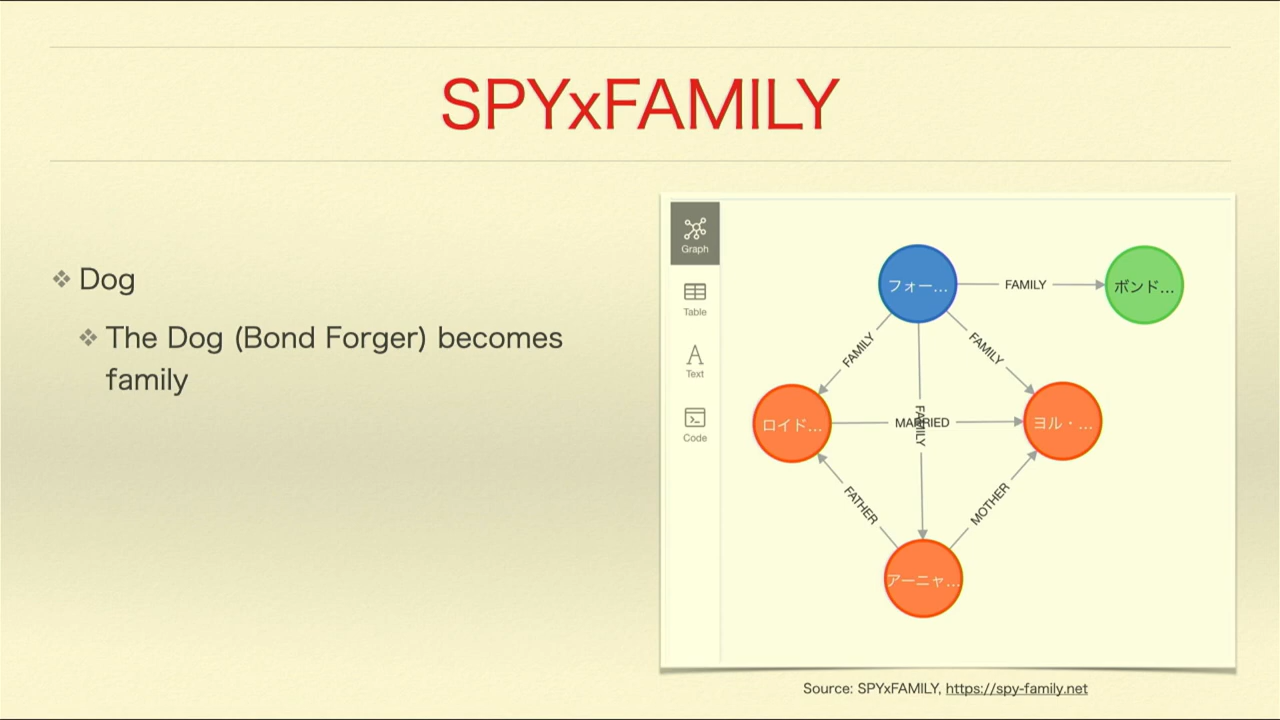 SPYxFAMILY
Dog
The Dog (Bond Forger) becomes
family
Graph
Table
Text
Code
フォー...
FAMILY
ボンド...
FAMILY
FAMILY
FAMILY
ロイド...
MARRIED
ヨル・...
FATHER
MOTHER
アーニャ...
Source: SPYxFAMILY, https://spy-family.net